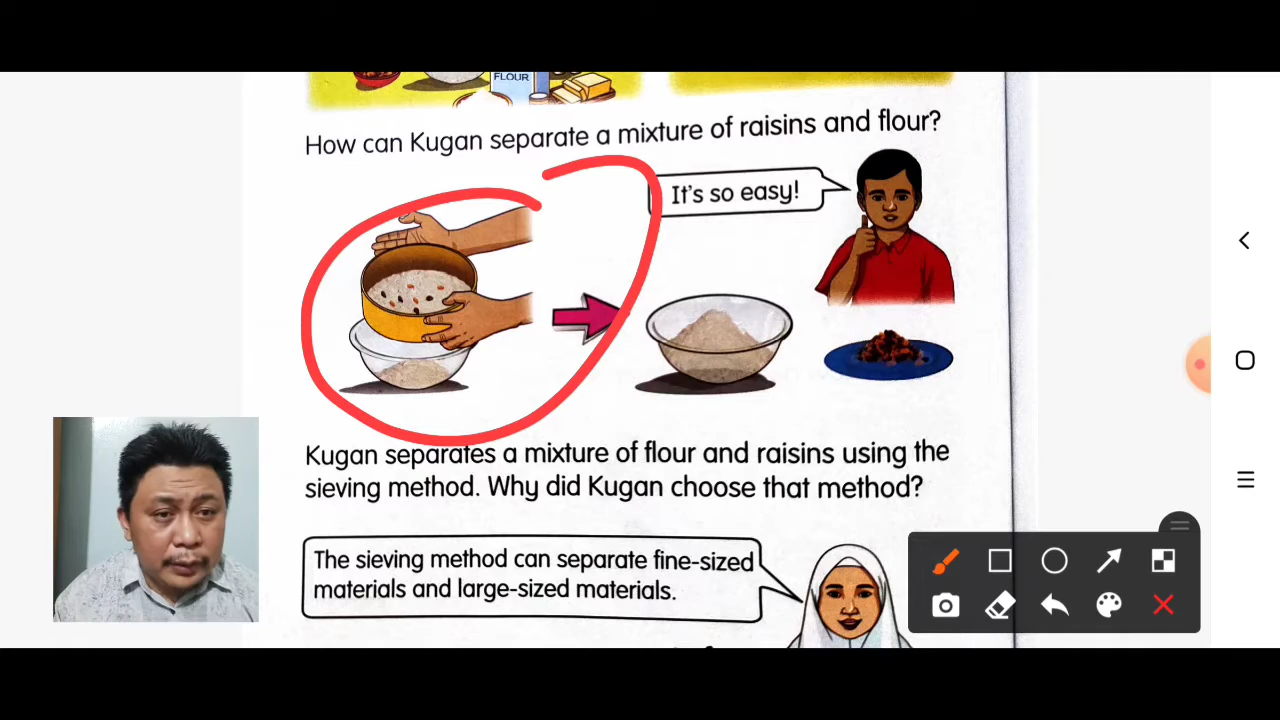 FLOUR
How can Kugan separate a mixture of raisins and flour?
It's so easy!
Kugan separates a mixture of flour and raisins using the
sieving method. Why did Kugan choose that method?
The sieving method can separate fine-sized
materials and large-sized materials.